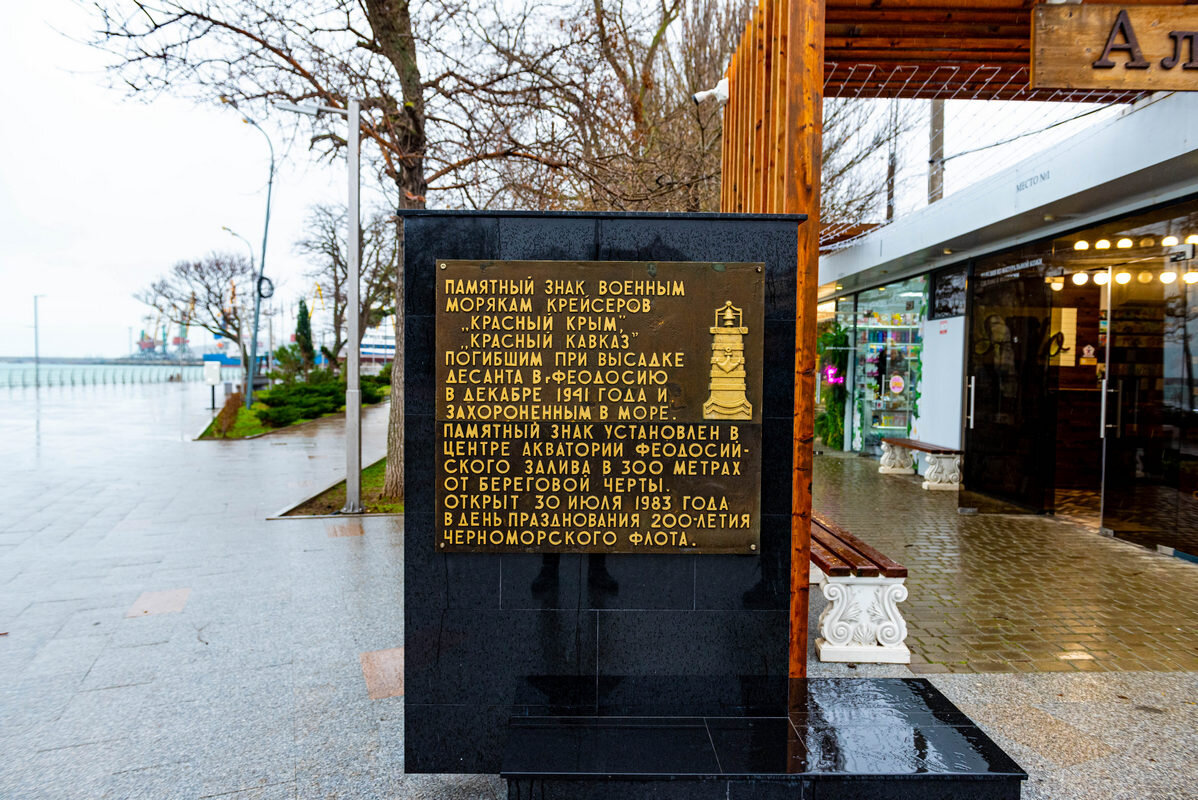 ПАМЯТНЫЙ ЗНАК ВОЕННЫМ
МОРЯКАМ КРЕЙСЕРОВ
„КРАСНЫЙ КРЫМ”,
„КРАСНЫЙ КАВКАЗ”
ПОГИБШИМ ПРИ ВЫСАДКЕ
ДЕСАНТА В г ФЕОДОСИЮ
В ДЕКАБРЕ 1941 ГОДА И
ЗАХОРОНЕННЫМ В МОРЕ.
ПАМЯТНЫЙ ЗНАК УСТАНОВЛЕН В
ЦЕНТРЕ АКВАТОРИИ ФЕОДОСИЙ-
СКОГО ЗАЛИВА В 300 МЕТРАХ
ОТ БЕРЕГОВОЙ ЧЕРТЫ.
ОТКРЫТ 30 ИЮЛЯ 1983 ГОДА
В ДЕНЬ ПРАЗДНОВАНИЯ 200-ЛЕТИЯ
ЧЕРНОМОРСКОГО ФЛОТА.
МЕСТО №1